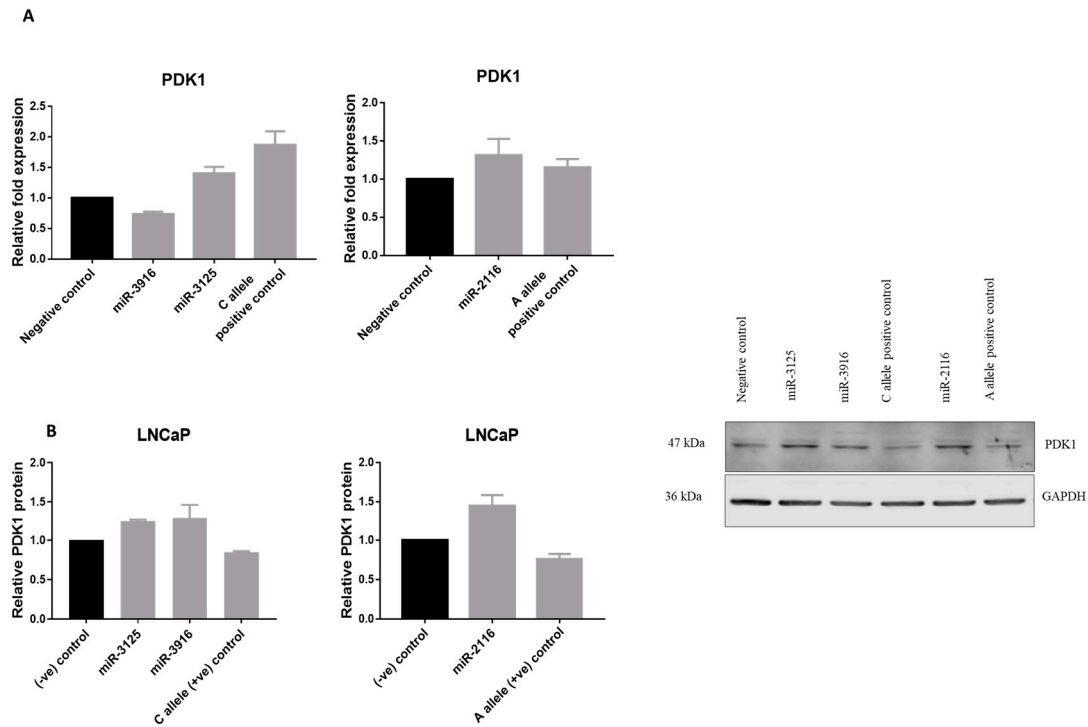 A
PDK1
Relative fold expression
2.5
2.0
1.5
1.0
0.5
0.0
Negative control
miR-3916
miR-3125
C allele
positive control
PDK1
Relative fold expression
2.0
1.5
1.0
0.5
0.0
Negative control
miR-2116
A allele
positive control
B
LNCaP
Relative PDK1 protein
2.0
1.5
1.0
0.5
0.0
(-ve) control
miR-3125
miR-3916
C allele (+ve) control
LNCaP
Relative PDK1 protein
2.0
1.5
1.0
0.5
0.0
(-ve) control
miR-2116
A allele (+ve) control
Negative control
miR-3125
miR-3916
C allele positive control
miR-2116
A allele positive control
47 kDa
PDK1
36 kDa
GAPDH